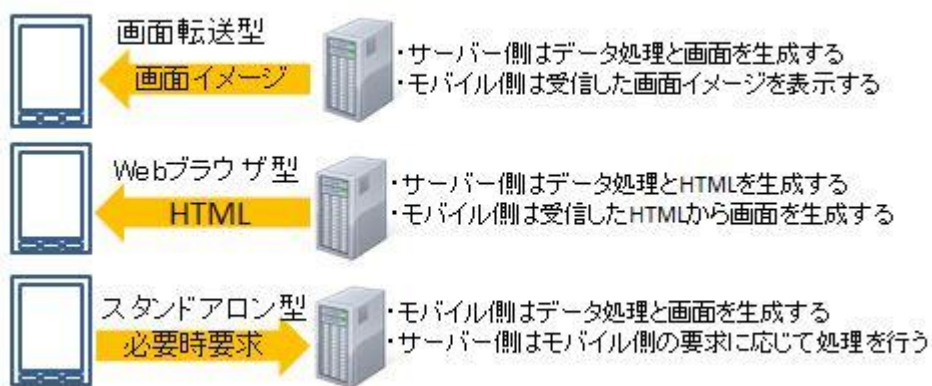 画面転送型
画面イメージ
・サーバー側はデータ処理と画面を生成する
・モバイル側は受信した画面イメージを表示する
Webブラウザ型
HTML
・サーバー側はデータ処理とHTMLを生成する
・モバイル側は受信したHTMLから画面を生成する
スタンドアロン型
必要時要求
・モバイル側はデータ処理と画面を生成する
・サーバー側はモバイル側の要求に応じて処理を行う